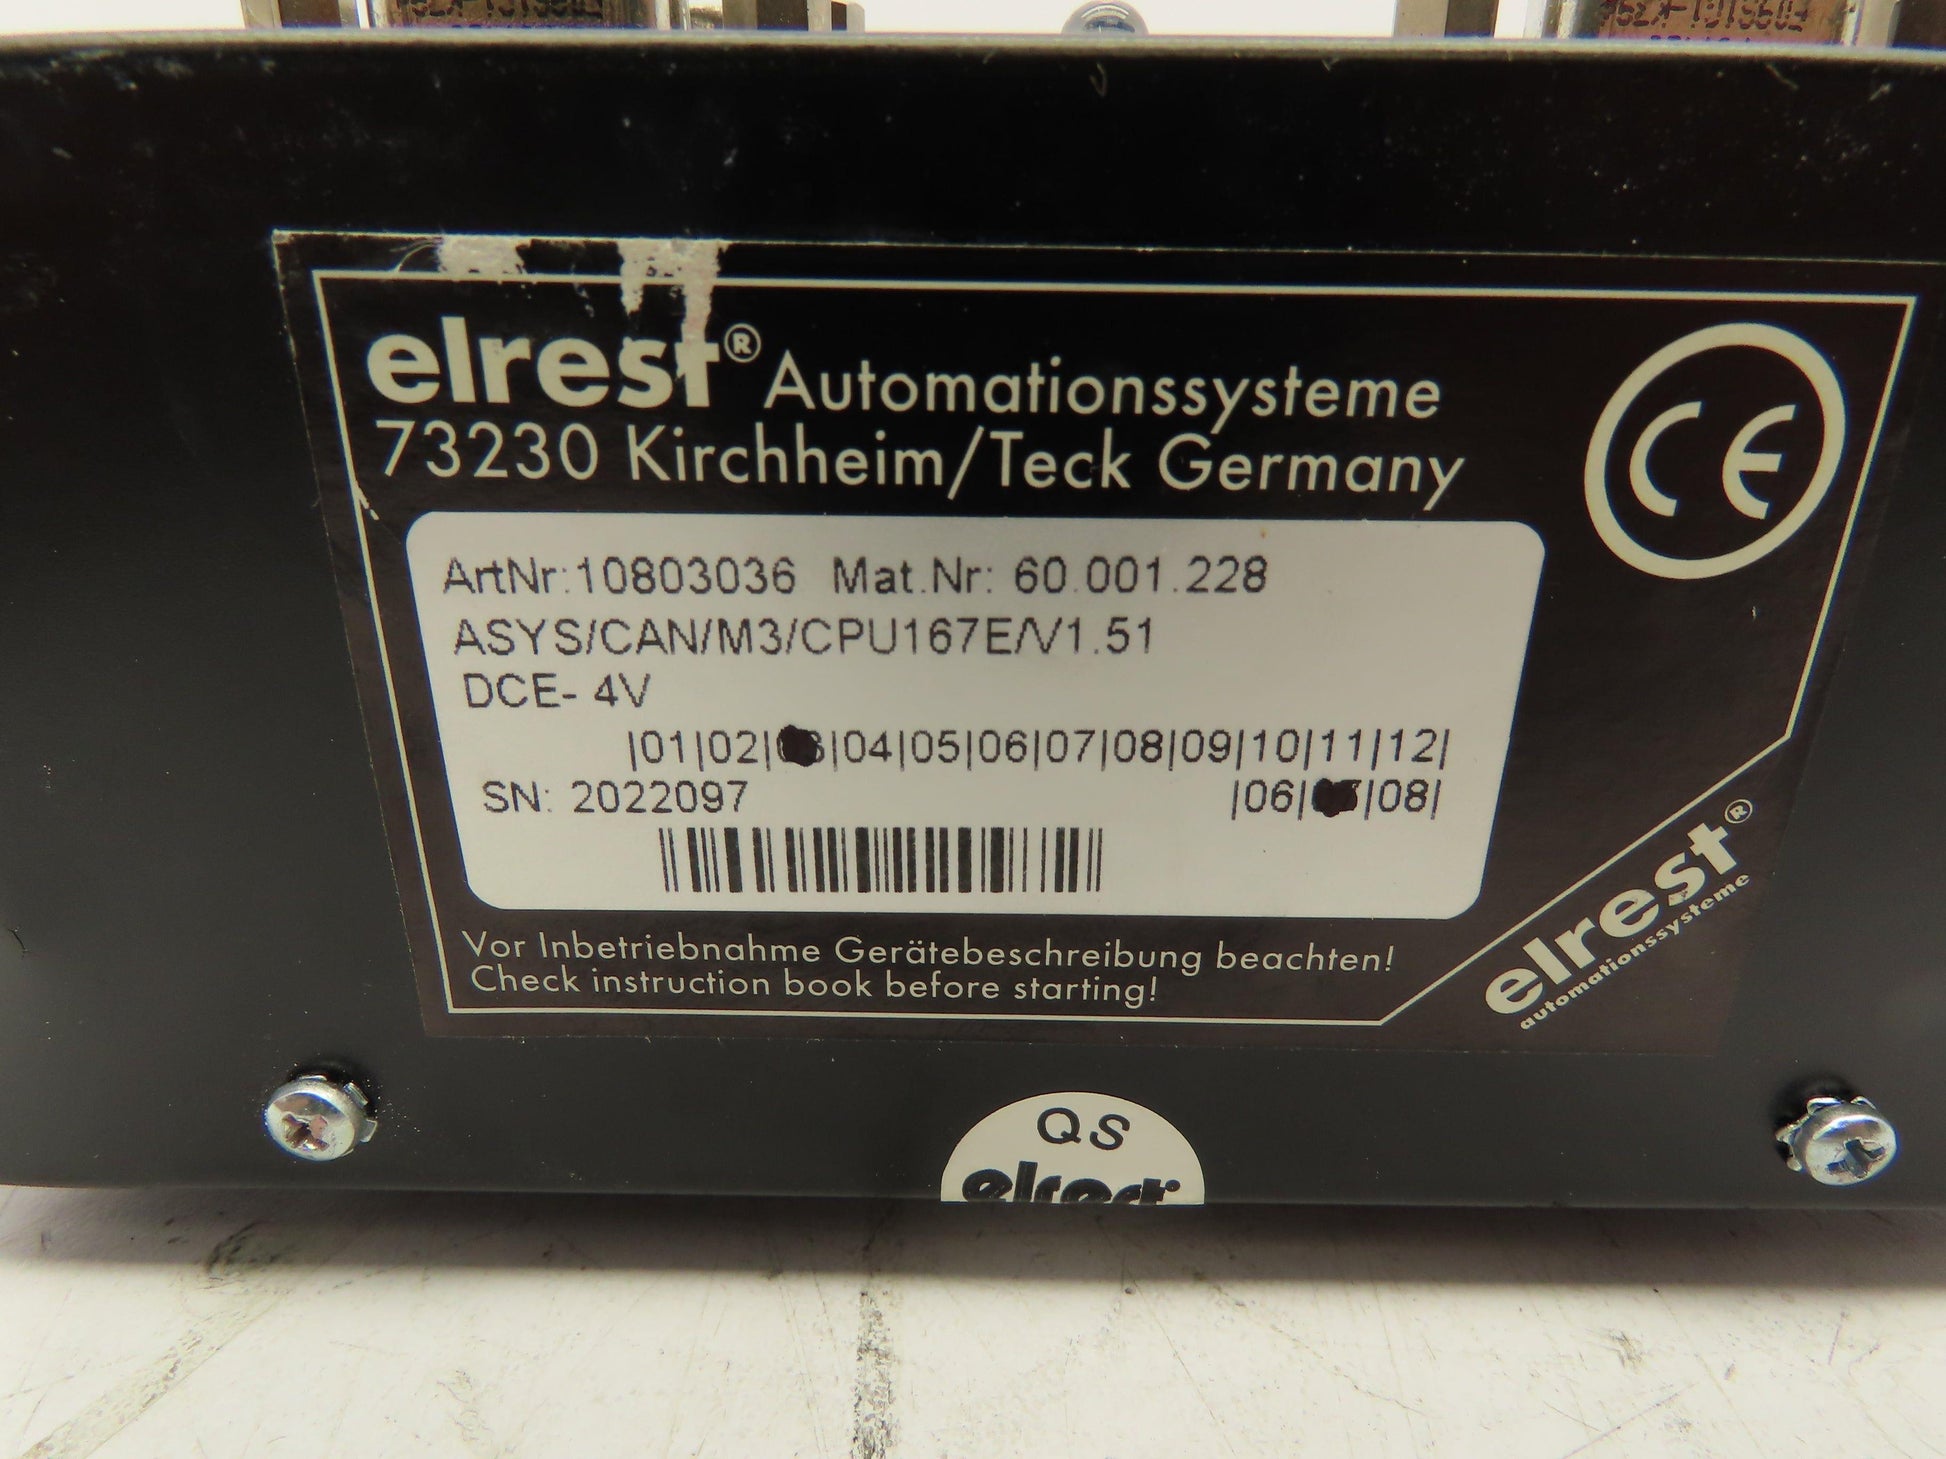 elrest® Automationssysteme
73230 Kirchheim/Teck Germany
CE
ArtNr:10803036 Mat.Nr: 60.001.228
ASYS/CAN/M3/CPU167E/V1.51
DCE- 4V
|01|02| |04|05|06|07|08|09|10|11|12|
SN: 2022097 |06| |08|
Vor Inbetriebnahme Gerätebeschreibung beachten!
Check instruction book before starting!
elrest®
automationssysteme
QS
elrest